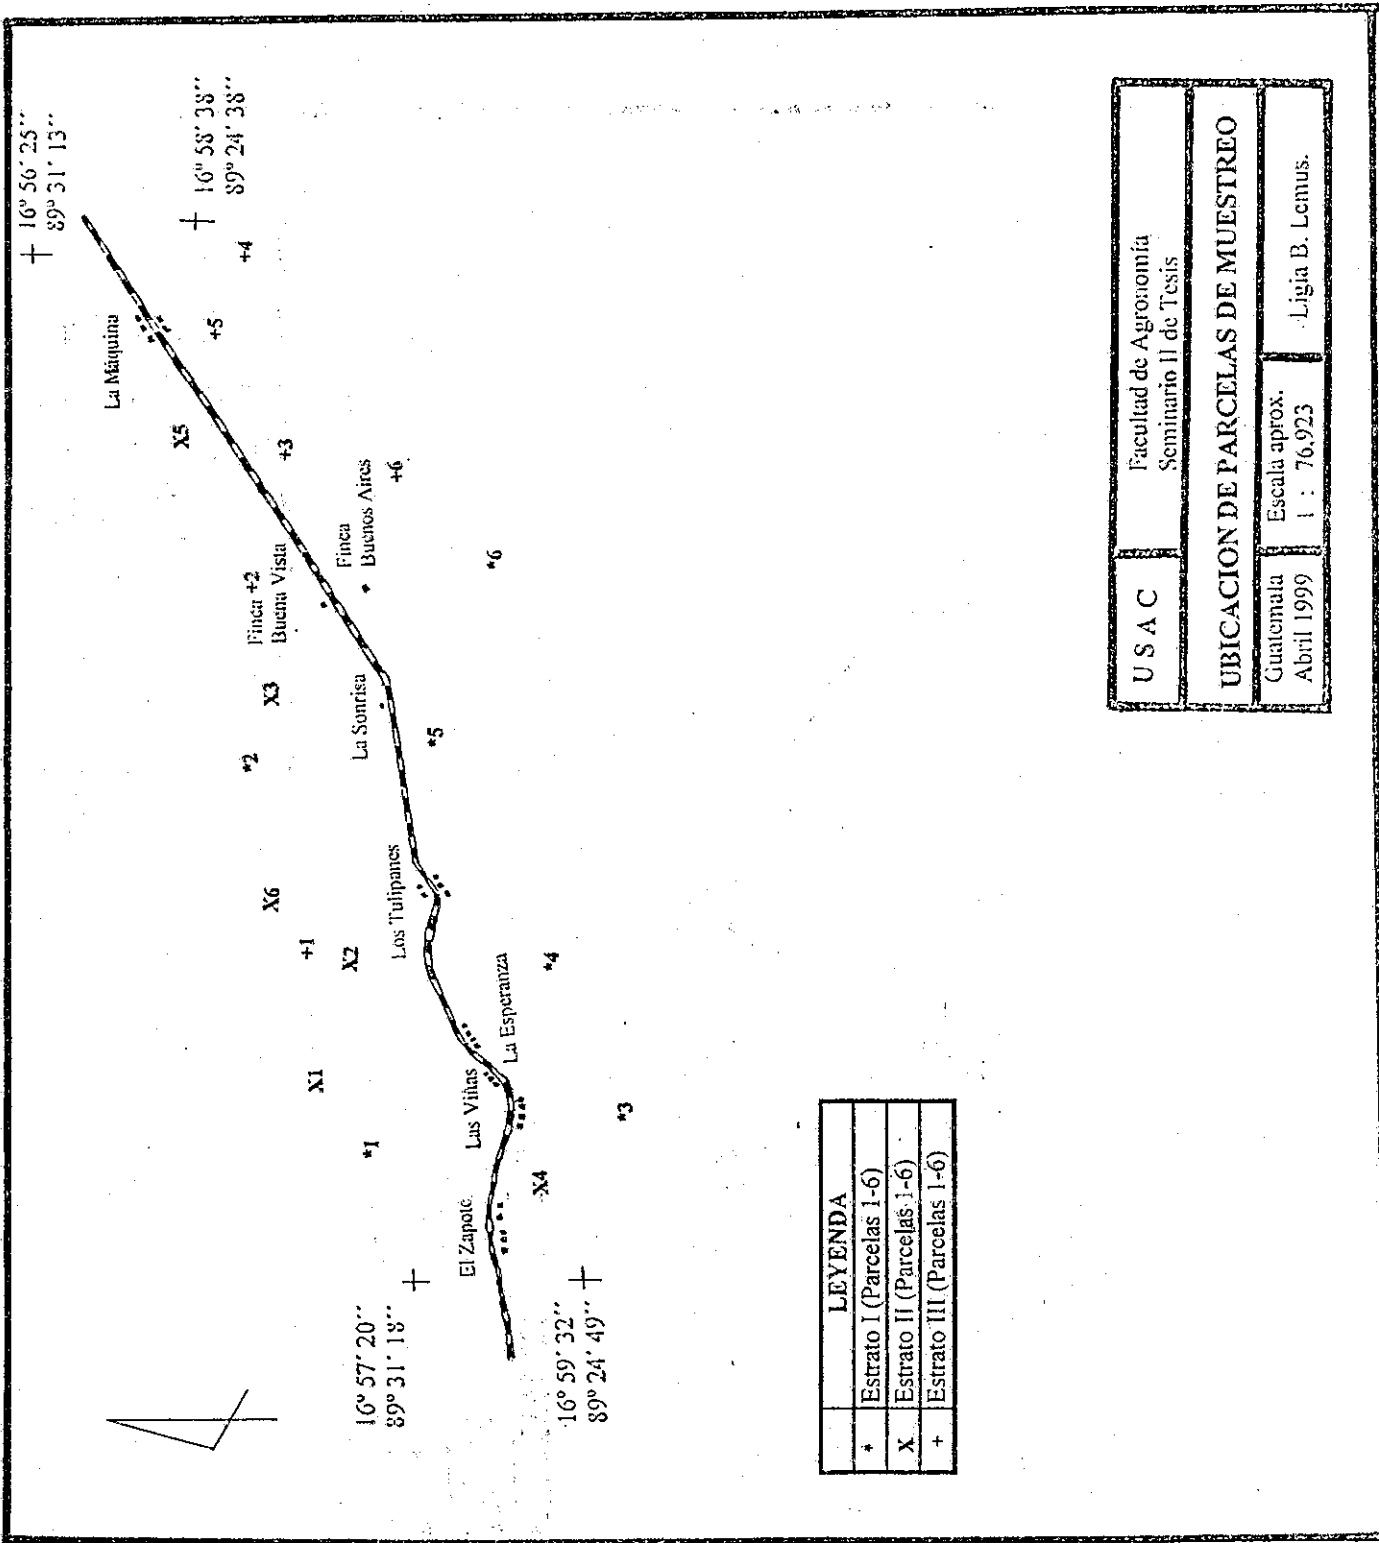 16° 56´ 25´´
89° 31´ 13´´
16° 58´ 38´´
89° 24´ 38´´
La Máquina
+4
+5
X5
+3
+6
Finca
Buenos Aires
Finca +2
Buena Vista
*6
X3
La Sonrisa
*2
*5
X6
Los Tulipanes
+1
X2
*4
La Esperanza
X1
Las Viñas
*1
*3
X4
El Zapote
16° 57´ 20´´
89° 31´ 18´´
16° 59´ 32´´
89° 24´ 49´´
LEYENDA
* Estrato I (Parcelas 1-6)
X Estrato II (Parcelas 1-6)
+ Estrato III (Parcelas 1-6)
U S A C
Facultad de Agronomía
Seminario II de Tesis
UBICACION DE PARCELAS DE MUESTREO
Guatemala
Abril 1999
Escala aprox.
1 : 76,923
Ligia B. Lemus.